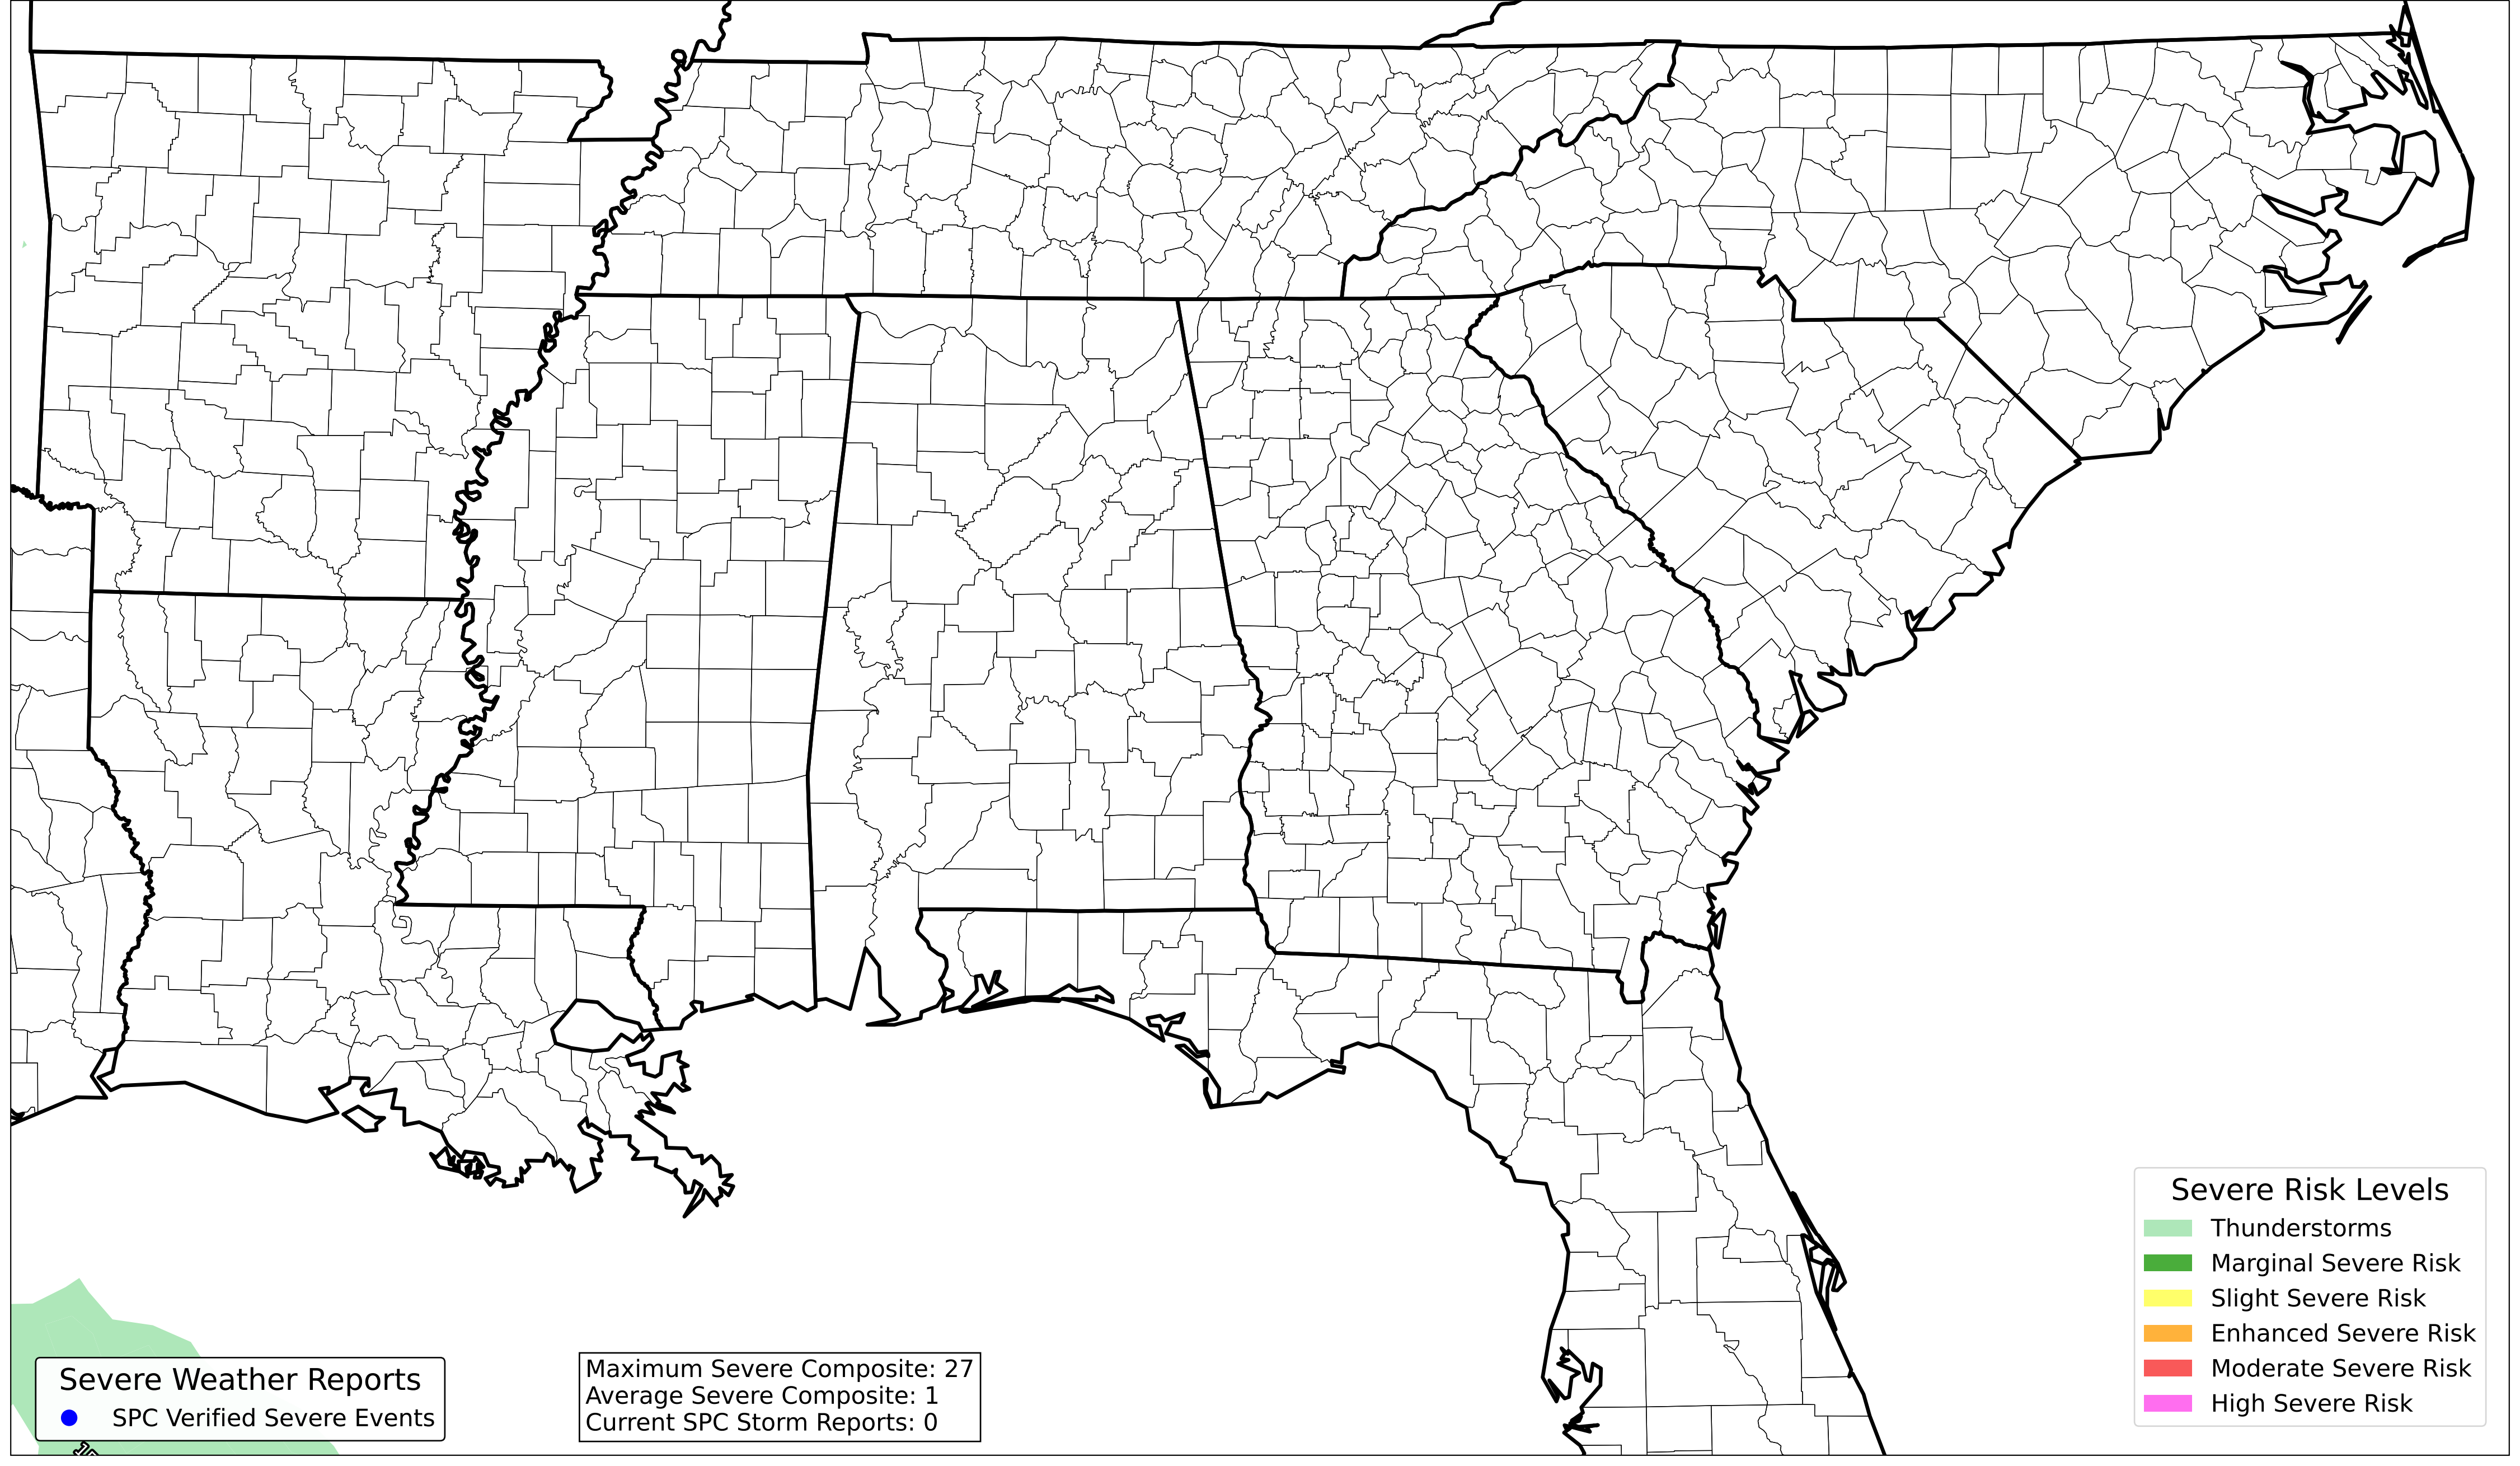 Severe Risk Levels
Thunderstorms
Marginal Severe Risk
Slight Severe Risk
Enhanced Severe Risk
Moderate Severe Risk
High Severe Risk
Severe Weather Reports
SPC Verified Severe Events
Maximum Severe Composite: 27
Average Severe Composite: 1
Current SPC Storm Reports: 0